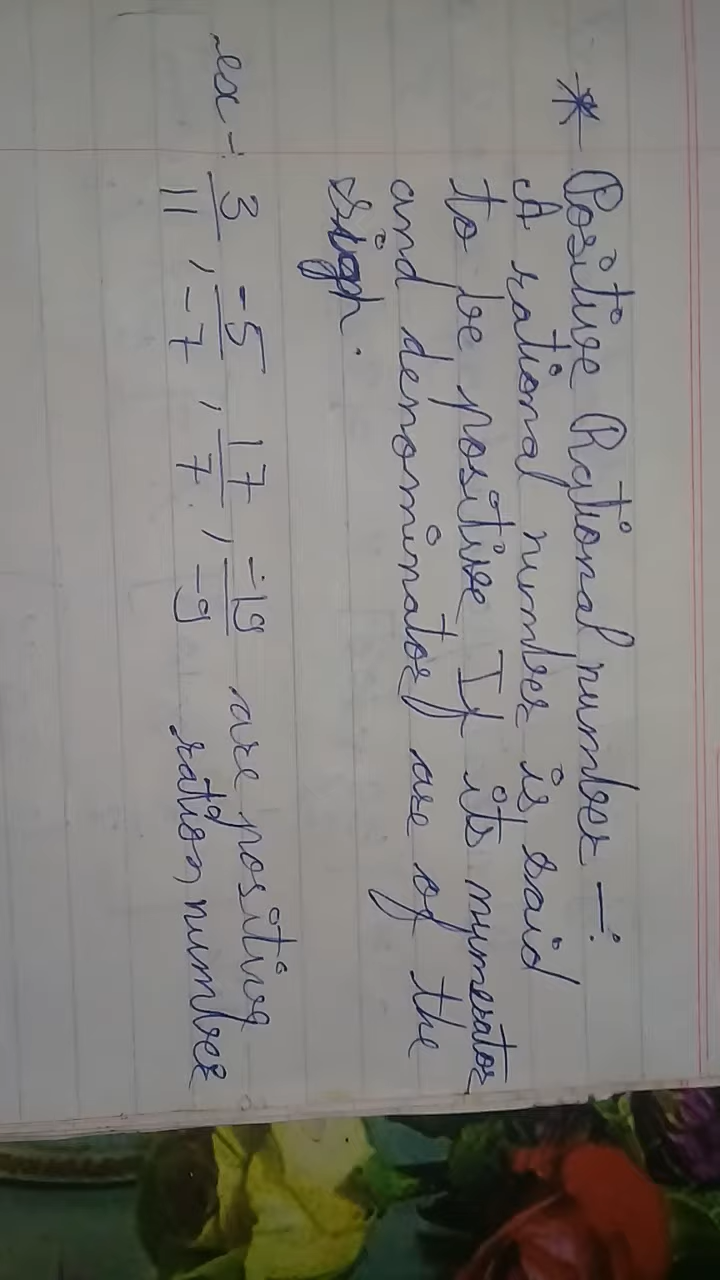 * Positive Rational number -:
A rational number is said
to be positive If its numerator
and denominator are of the
sign.
ex -: 3/11, -5/-7, 17/7, -19/-9 are positive
ration number